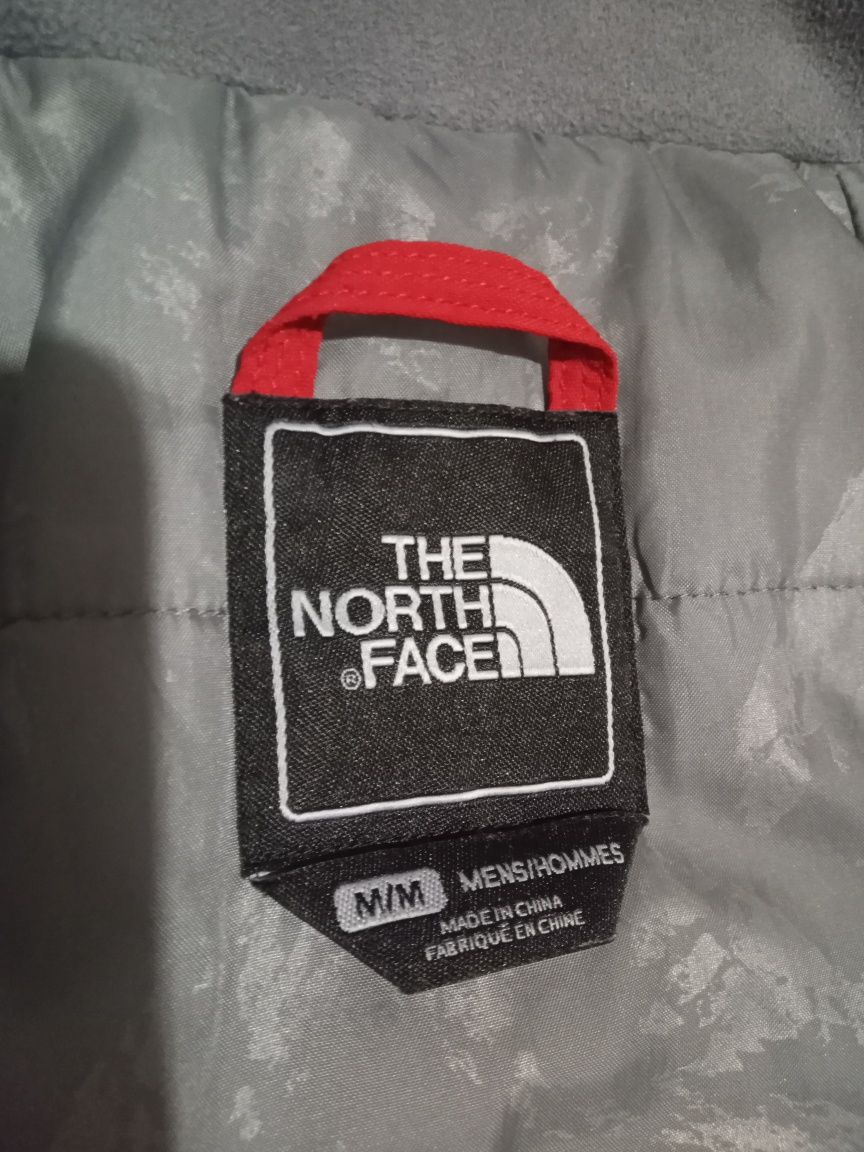 THE
NORTH
®FACE
M/M MENS/HOMMES
MADE IN CHINA
FABRIQUÉ EN CHINE